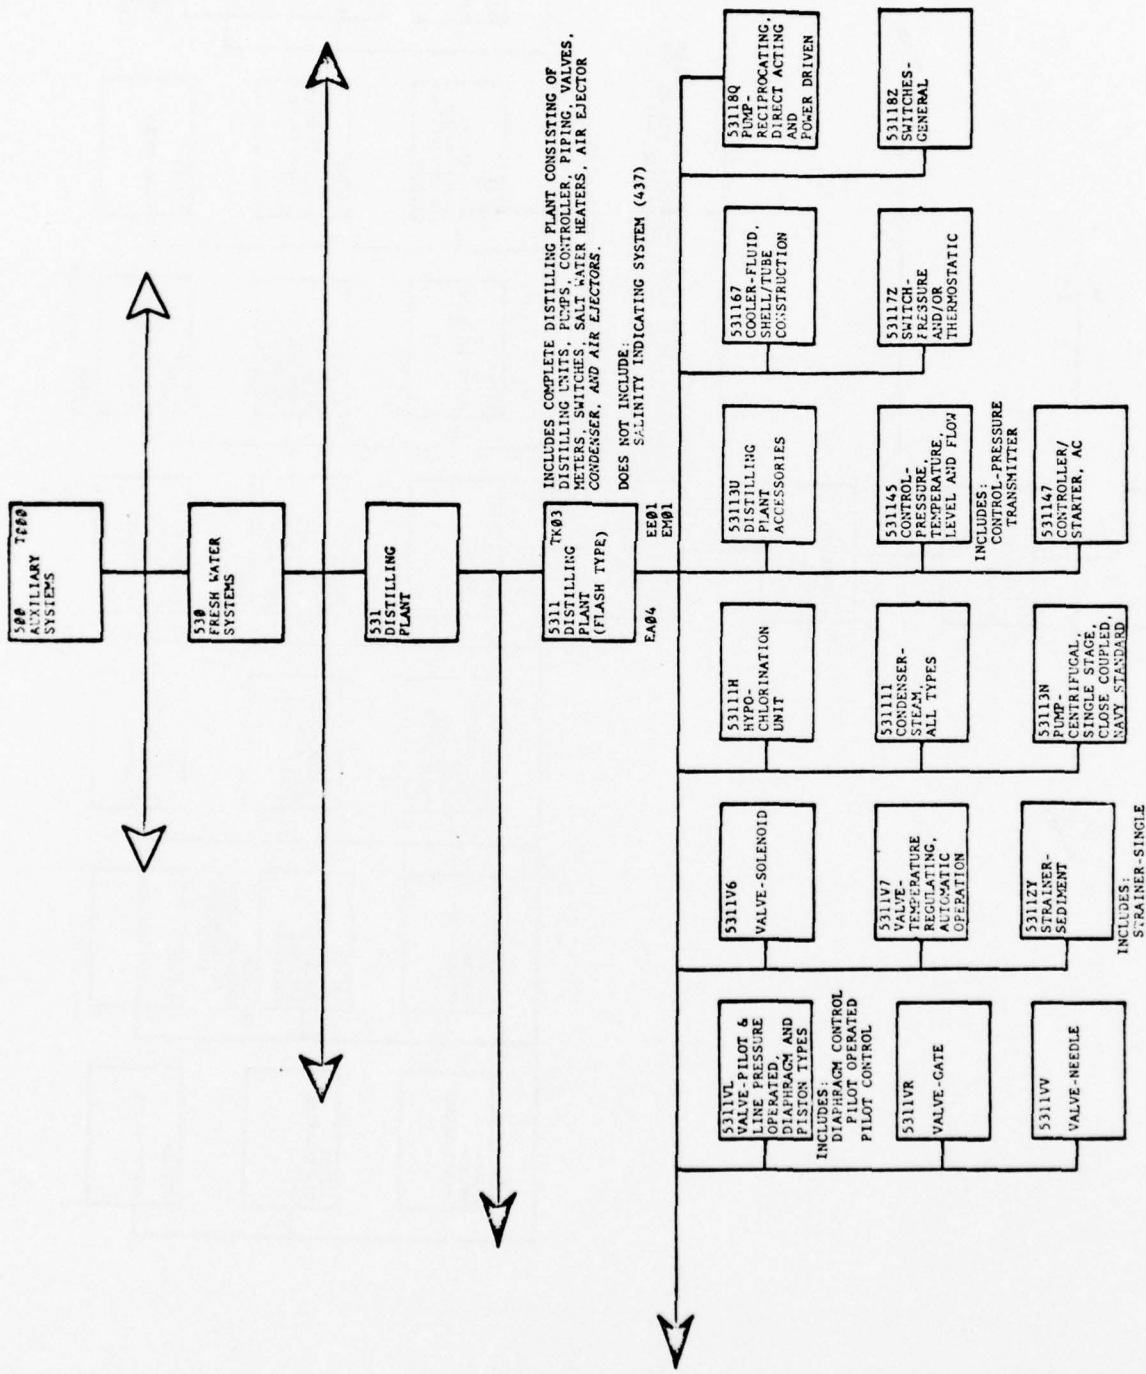 500 T000
AUXILIARY
SYSTEMS
530
FRESH WATER
SYSTEMS
531
DISTILLING
PLANT
5311 TK03
DISTILLING
PLANT
(FLASH TYPE)
INCLUDES COMPLETE DISTILLING PLANT CONSISTING OF
DISTILLING UNITS, PUMPS, CONTROLLER, PIPING, VALVES,
METERS, SWITCHES, SALT WATER HEATERS, AIR EJECTOR
CONDENSER, AND AIR EJECTORS.
DOES NOT INCLUDE:
SALINITY INDICATING SYSTEM (437)
EA04
EE01
EM01
5311VL
VALVE-PILOT &
LINE PRESSURE
OPERATED,
DIAPHRAGM AND
PISTON TYPES
INCLUDES:
DIAPHRAGM CONTROL
PILOT OPERATED
PILOT CONTROL
5311VR
VALVE-GATE
5311VV
VALVE-NEEDLE
5311V6
VALVE-SOLENOID
5311V7
VALVE-
TEMPERATURE
REGULATING,
AUTOMATIC
OPERATION
5311ZY
STRAINER-
SEDIMENT
INCLUDES:
STRAINER-SINGLE
53111H
HYPO-
CHLORINATION
UNIT
531111
CONDENSER-
STEAM,
ALL TYPES
53113N
PUMP-
CENTRIFUGAL,
SINGLE STAGE,
CLOSE COUPLED,
NAVY STANDARD
53113U
DISTILLING
PLANT
ACCESSORIES
531145
CONTROL-
PRESSURE,
TEMPERATURE,
LEVEL AND FLOW
INCLUDES:
CONTROL-PRESSURE
TRANSMITTER
531147
CONTROLLER/
STARTER, AC
531167
COOLER-FLUID,
SHELL/TUBE
CONSTRUCTION
53117Z
SWITCH-
PRESSURE
AND/OR
THERMOSTATIC
53118Q
PUMP-
RECIPROCATING,
DIRECT ACTING
AND
POWER DRIVEN
53118Z
SWITCHES-
GENERAL